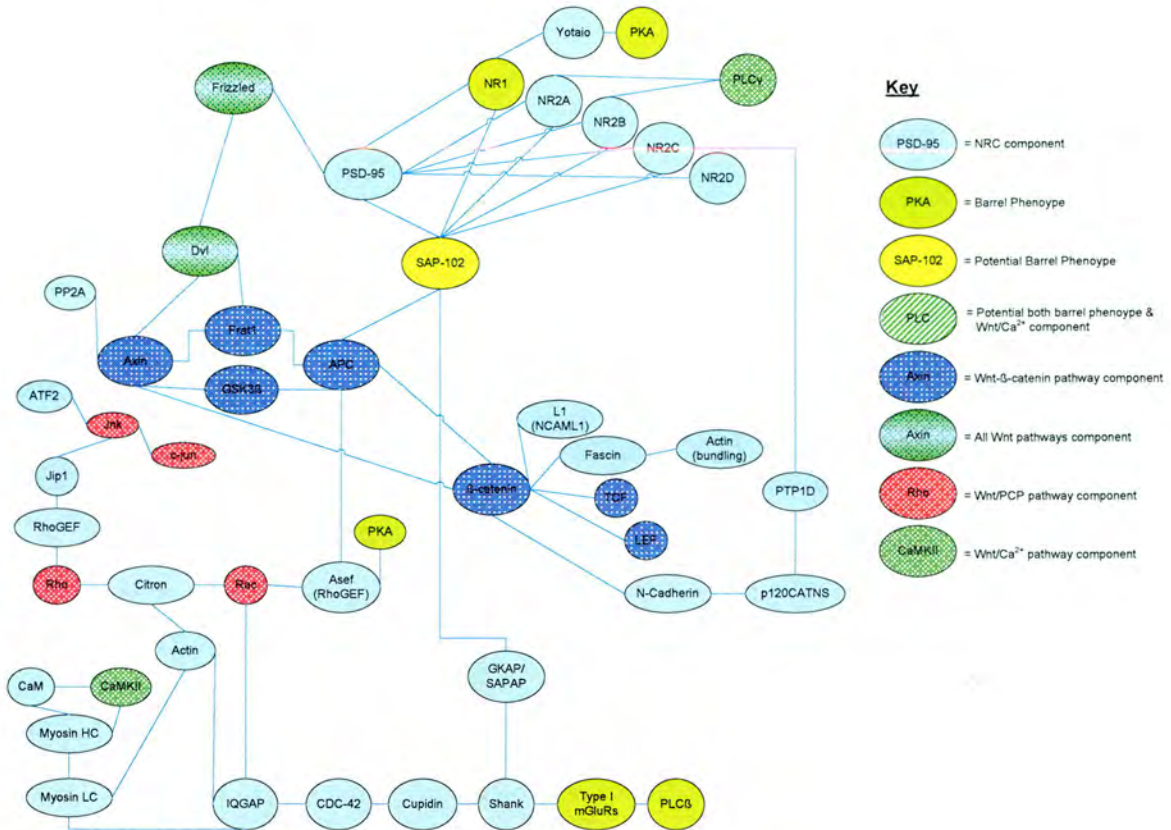 Yotaio
PKA
NR1
NR2A
PLCγ
Frizzled
NR2B
NR2C
NR2D
PSD-95
Dvl
SAP-102
PP2A
Frat1
Axin
APC
GSK3ß
ATF2
Jnk
c-jun
L1
(NCAML1)
Fascin
Actin
(bundling)
Jip1
ß-catenin
TCF
PTP1D
RhoGEF
PKA
LEF
Rho
Citron
Rac
Asef
(RhoGEF)
N-Cadherin
p120CATNS
Actin
GKAP/
SAPAP
CaM
CaMKII
Myosin HC
Myosin LC
IQGAP
CDC-42
Cupidin
Shank
Type I
mGluRs
PLCß
Key
PSD-95 = NRC component
PKA = Barrel Phenoype
SAP-102 = Potential Barrel Phenoype
PLC = Potential both barrel phenoype &
Wnt/Ca²⁺ component
Axin = Wnt-ß-catenin pathway component
Axin = All Wnt pathways component
Rho = Wnt/PCP pathway component
CaMKII = Wnt/Ca²⁺ pathway component